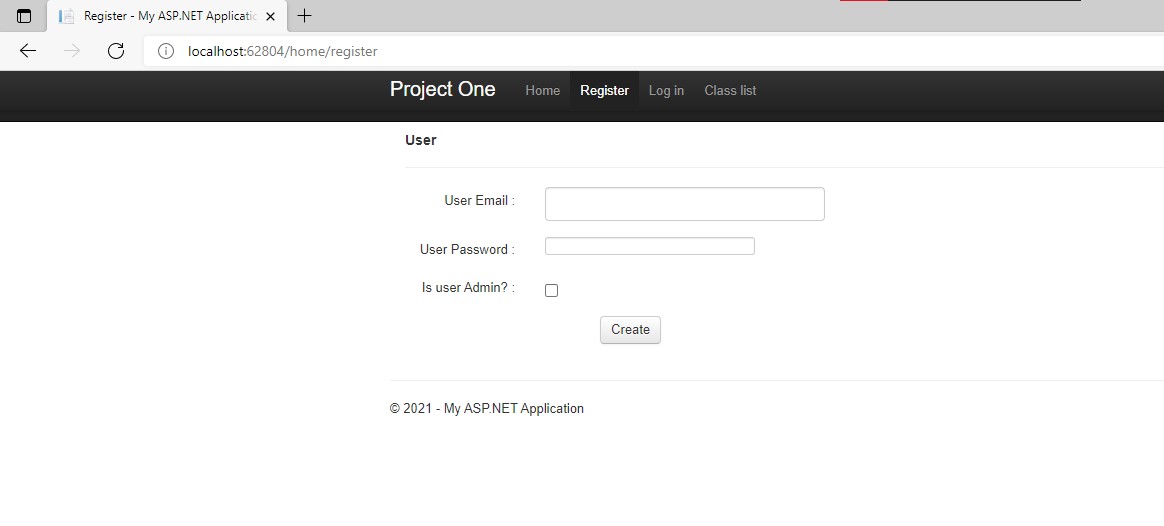 Register - My ASP.NET Applicatic
localhost:62804/home/register
Project One Home Register Log in Class list
User
User Email :
User Password :
Is user Admin? :
Create
© 2021 - My ASP.NET Application